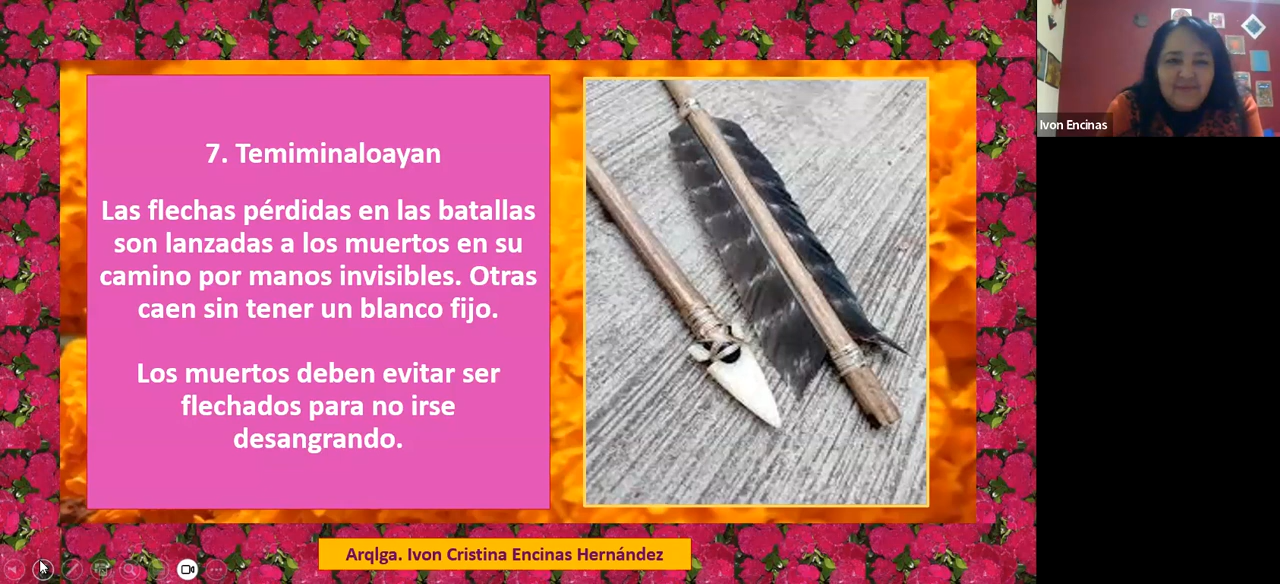 7. Temiminaloayan
Las flechas pérdidas en las batallas
son lanzadas a los muertos en su
camino por manos invisibles. Otras
caen sin tener un blanco fijo.
Los muertos deben evitar ser
flechados para no irse
desangrando.
Arqlga. Ivon Cristina Encinas Hernández
Ivon Encinas